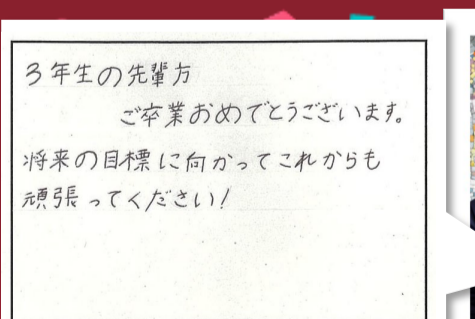 3年生の先輩方
ご卒業おめでとうございます。
将来の目標に向かってこれからも
頑張ってください!